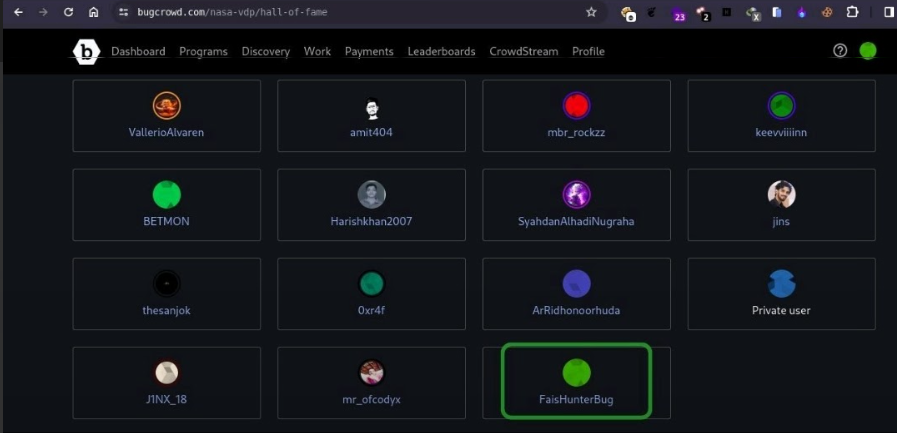 bugcrowd.com/nasa-vdp/hall-of-fame
23
2
b Dashboard Programs Discovery Work Payments Leaderboards CrowdStream Profile
VallerioAlvaren amit404 mbr_rockzz keevviiiinn
BETMON Harishkhan2007 SyahdanAlhadiNugraha jins
thesanjok 0xr4f ArRidhonoorhuda Private user
J1NX_18 mr_ofcodyx FaisHunterBug